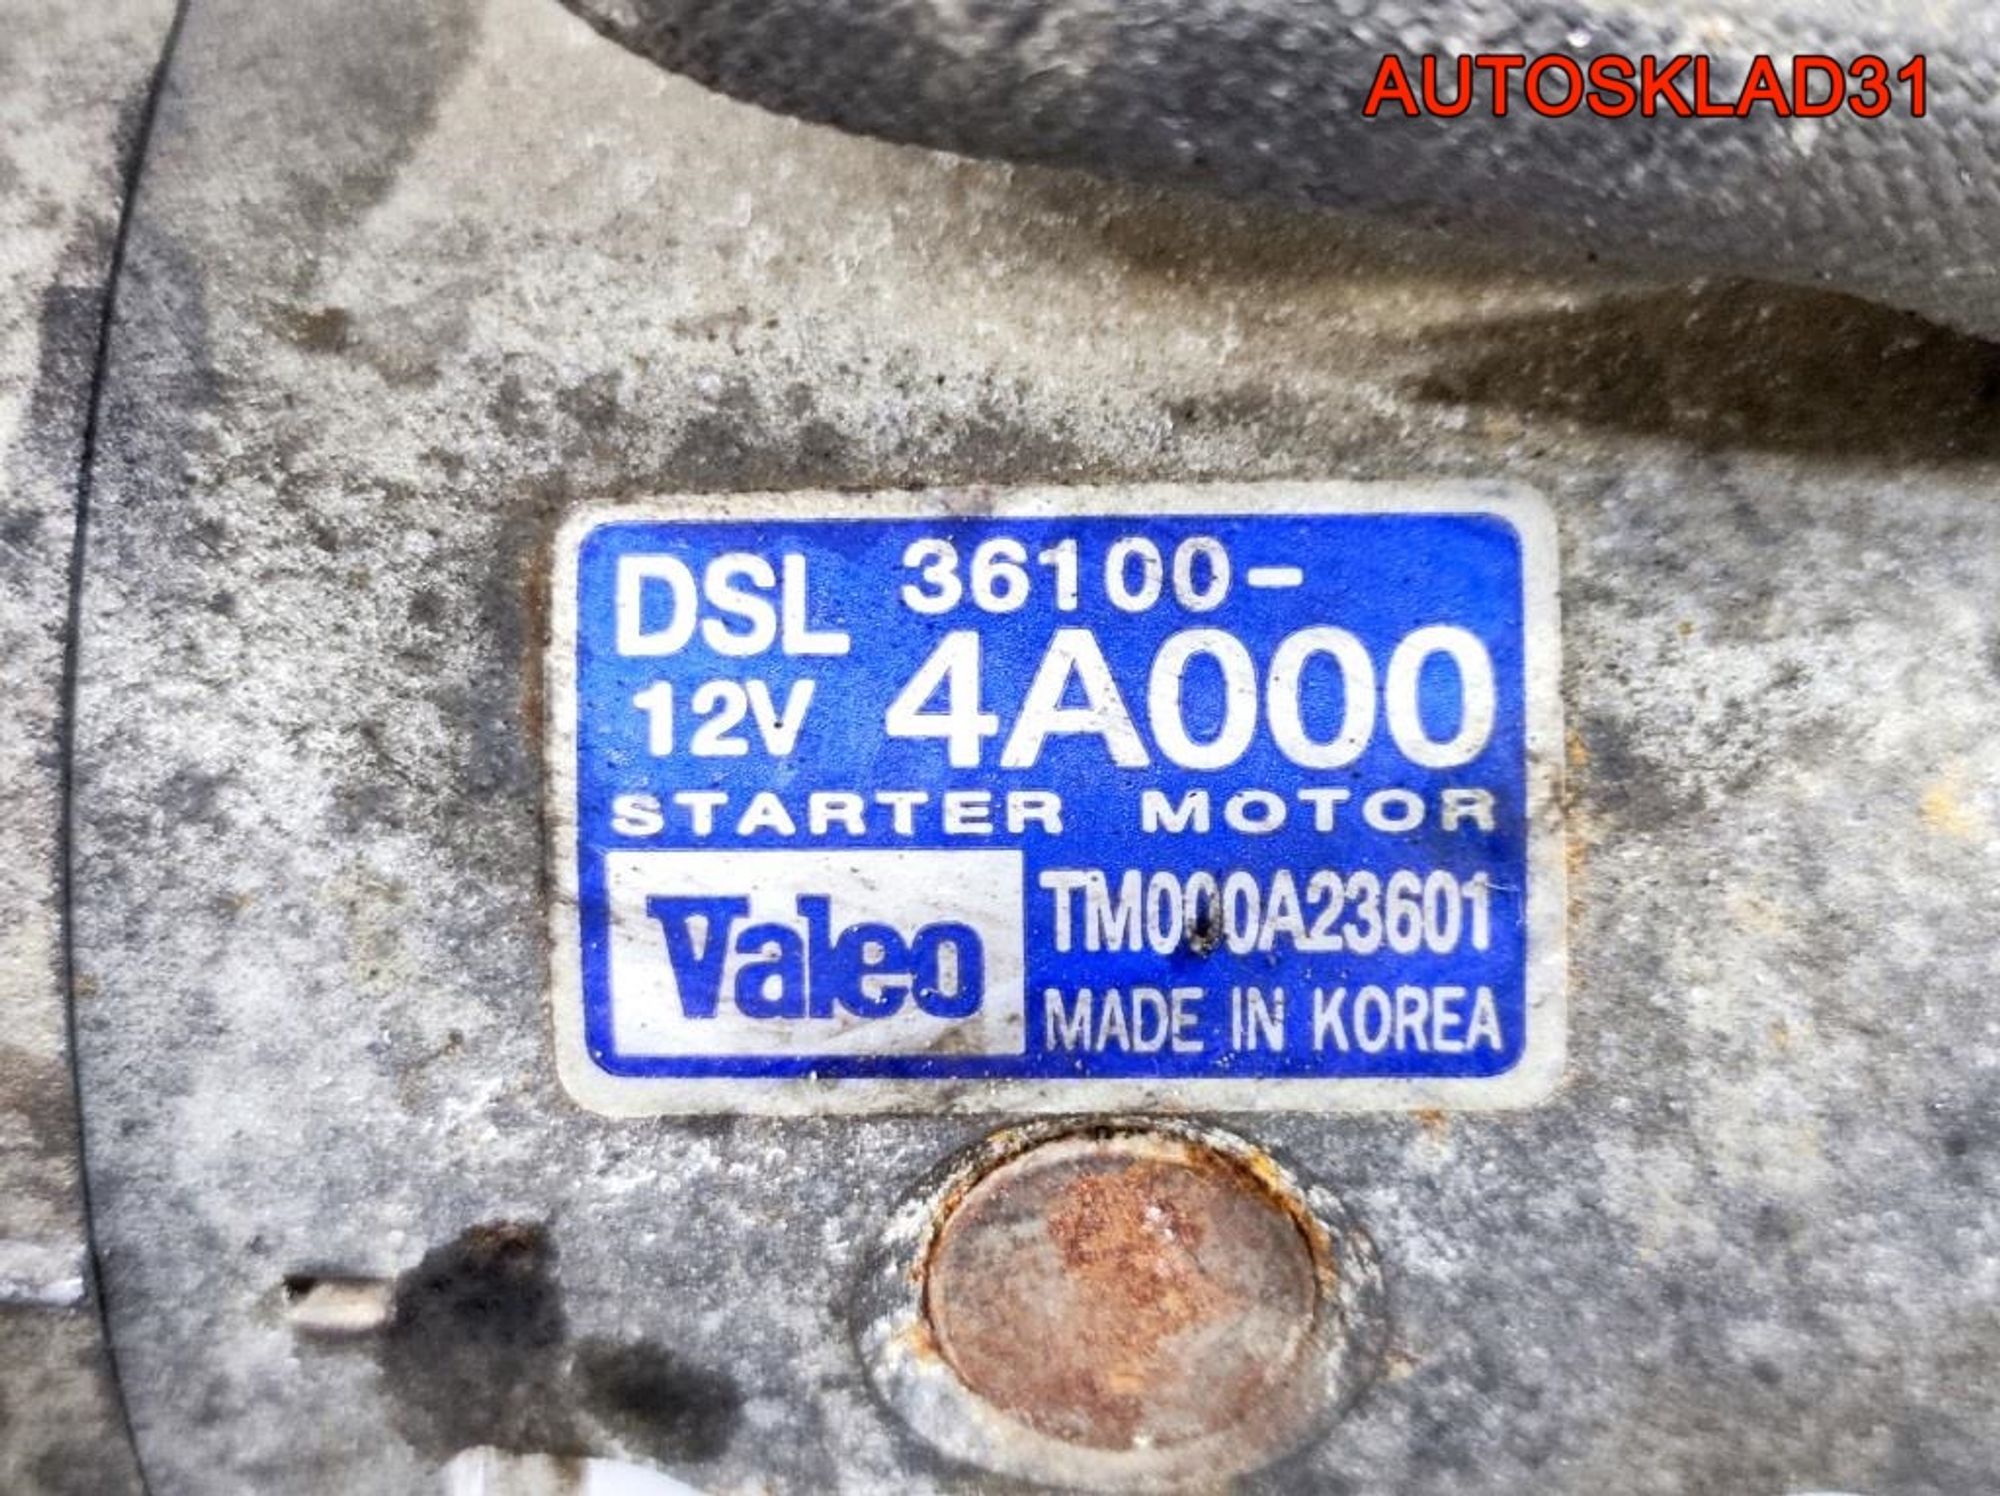 AUTOSKLAD31
DSL 36100-
12V 4A000
STARTER MOTOR
Valeo TM000A23601
MADE IN KOREA